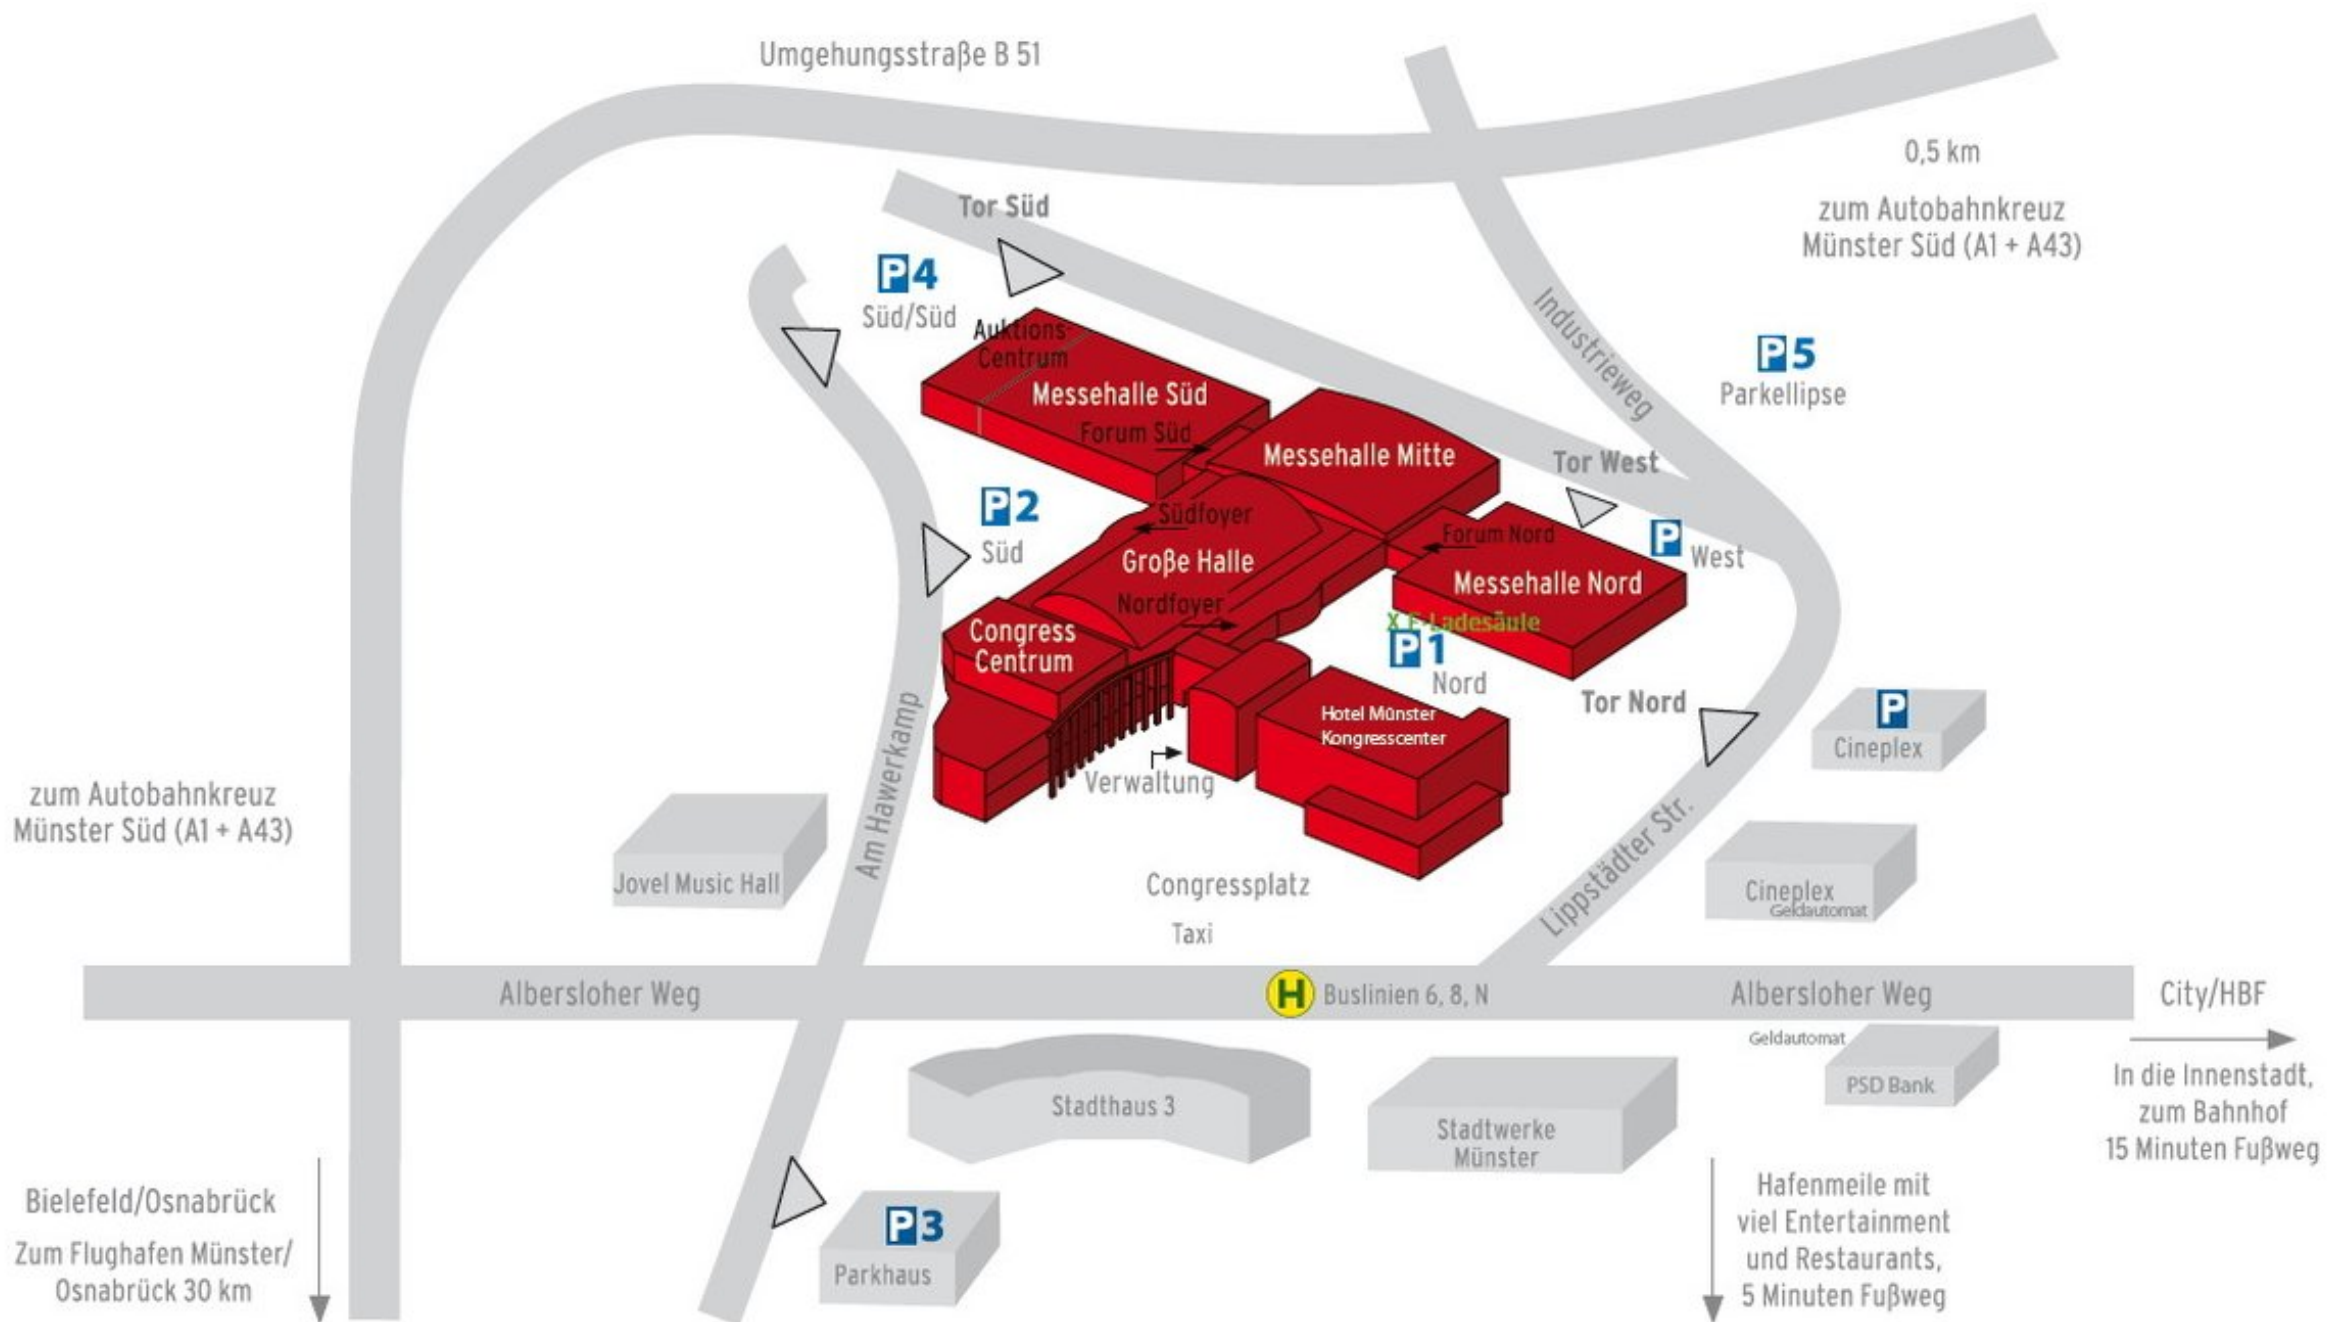 Umgehungsstraße B 51
0,5 km
zum Autobahnkreuz
Münster Süd (A1 + A43)
Tor Süd
P4
Süd/Süd
Auktions-
Centrum
Messehalle Süd
Forum Süd
Messehalle Mitte
Industrieweg
P5
Parkellipse
Tor West
P2
Süd
Südfoyer
Große Halle
Nordfoyer
Forum Nord
Messehalle Nord
P
West
X E-Ladesäule
P1
Nord
Congress
Centrum
Hotel Münster
Kongresscenter
Tor Nord
P
Cineplex
Verwaltung
Am Hawerkamp
zum Autobahnkreuz
Münster Süd (A1 + A43)
Jovel Music Hall
Congressplatz
Taxi
Lippstädter Str.
Cineplex
Geldautomat
Albersloher Weg
H Buslinien 6, 8, N
Albersloher Weg
City/HBF
Geldautomat
PSD Bank
Stadthaus 3
Stadtwerke
Münster
In die Innenstadt,
zum Bahnhof
15 Minuten Fußweg
Bielefeld/Osnabrück
Zum Flughafen Münster/
Osnabrück 30 km
P3
Parkhaus
Hafenmeile mit
viel Entertainment
und Restaurants,
5 Minuten Fußweg